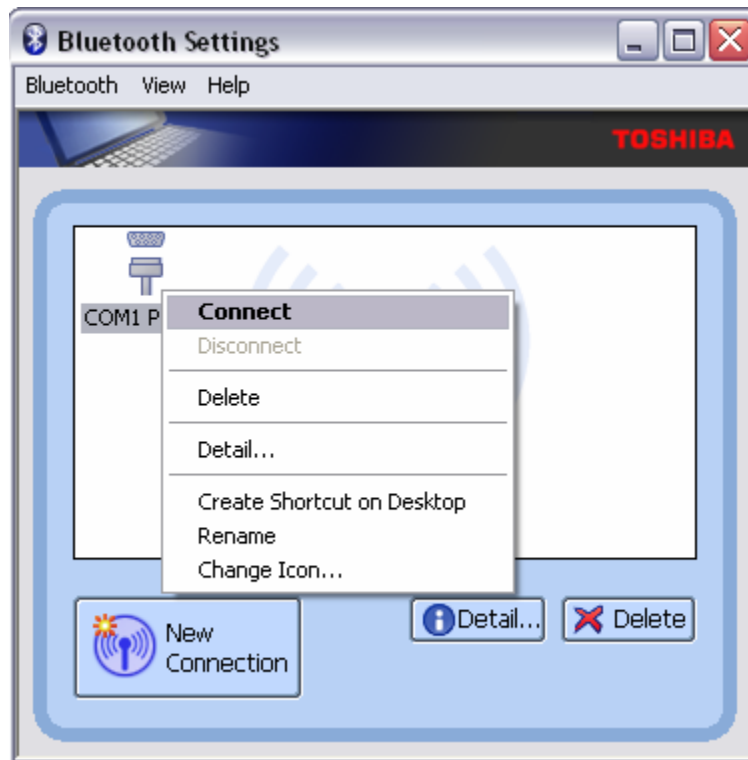 Bluetooth Settings
Bluetooth View Help
TOSHIBA
COM1 P
Connect
Disconnect
Delete
Detail...
Create Shortcut on Desktop
Rename
Change Icon...
New
Connection
Detail...
Delete